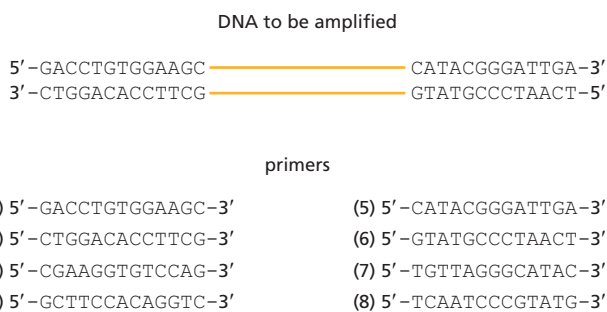 DNA to be amplified
5′–GACCTGTGGAAGC CATACGGGATTGA–3′
3′–CTGGACACCTTCG GTATGCCCTAACT–5′
primers
) 5′–GACCTGTGGAAGC–3′ (5) 5′–CATACGGGATTGA–3′
) 5′–CTGGACACCTTCG–3′ (6) 5′–GTATGCCCTAACT–3′
) 5′–CGAAGGTGTCCAG–3′ (7) 5′–TGTTAGGGCATAC–3′
) 5′–GCTTCCACAGGTC–3′ (8) 5′–TCAATCCCGTATG–3′